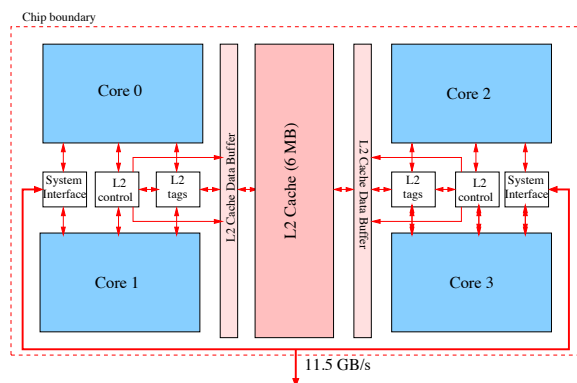 Chip boundary
Core 0
Core 2
L2 Cache Data Buffer
L2 Cache (6 MB)
L2 Cache Data Buffer
System
Interface
L2
control
L2
tags
L2
tags
L2
control
System
Interface
Core 1
Core 3
11.5 GB/s